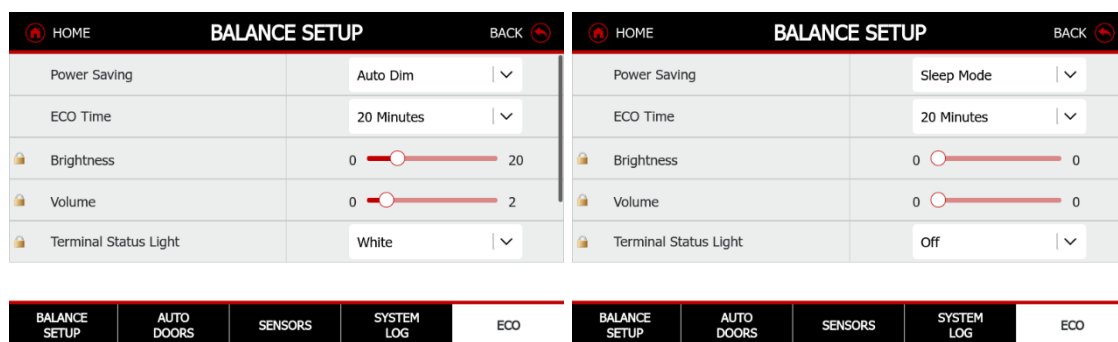 HOME BALANCE SETUP BACK
Power Saving Auto Dim
ECO Time 20 Minutes
Brightness 0 20
Volume 0 2
Terminal Status Light White
BALANCE SETUP AUTO DOORS SENSORS SYSTEM LOG ECO
HOME BALANCE SETUP BACK
Power Saving Sleep Mode
ECO Time 20 Minutes
Brightness 0 0
Volume 0 0
Terminal Status Light Off
BALANCE SETUP AUTO DOORS SENSORS SYSTEM LOG ECO